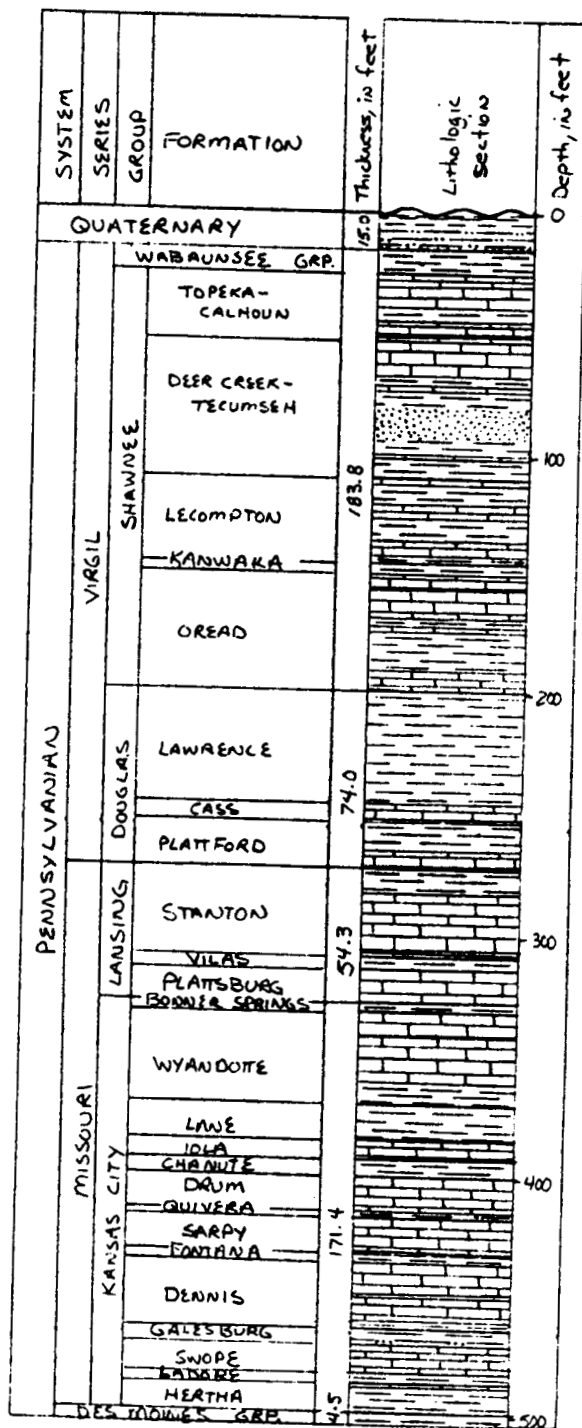 SYSTEM
SERIES
GROUP
FORMATION
Thickness, in feet
Lithologic
section
Depth, in feet
0
QUATERNARY
15.0
WABAUNSEE GRP.
TOPEKA-
CALHOUN
DEER CREEK-
TECUMSEH
100
SHAWNEE
183.8
LECOMPTON
KANWAKA
VIRGIL
OREAD
200
LAWRENCE
DOUGLAS
74.0
CASS
PLATTFORD
PENNSYLVANIAN
LANSING
STANTON
54.3
300
VILAS
PLATTSBURG
BONNER SPRINGS
WYANDOTTE
MISSOURI
LANE
IOLA
CHANUTE
400
DRUM
KANSAS CITY
QUIVERA
171.4
SARPY
FONTANA
DENNIS
GALESBURG
SWOPE
LADORE
HERTHA
DES MOINES GRP.
7.5
500